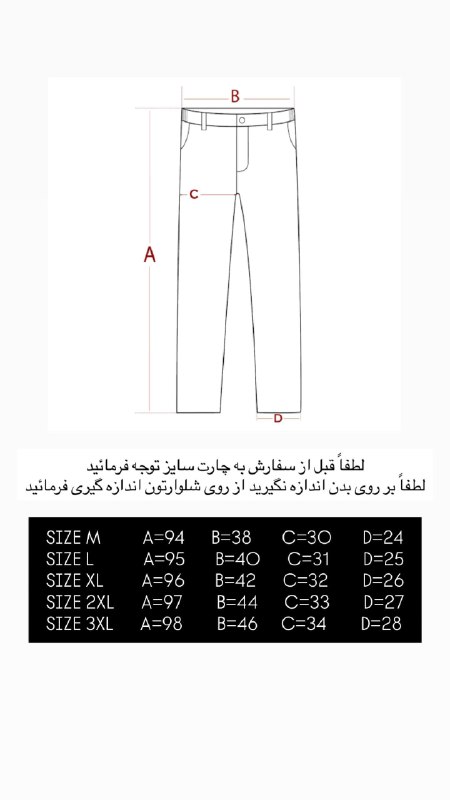 B
C
A
D
لطفاً قبل از سفارش به چارت سایز توجه فرمائید
لطفاً بر روی بدن اندازه نگیرید از روی شلوارتون اندازه گیری فرمائید
SIZE M A=94 B=38 C=30 D=24
SIZE L A=95 B=40 C=31 D=25
SIZE XL A=96 B=42 C=32 D=26
SIZE 2XL A=97 B=44 C=33 D=27
SIZE 3XL A=98 B=46 C=34 D=28